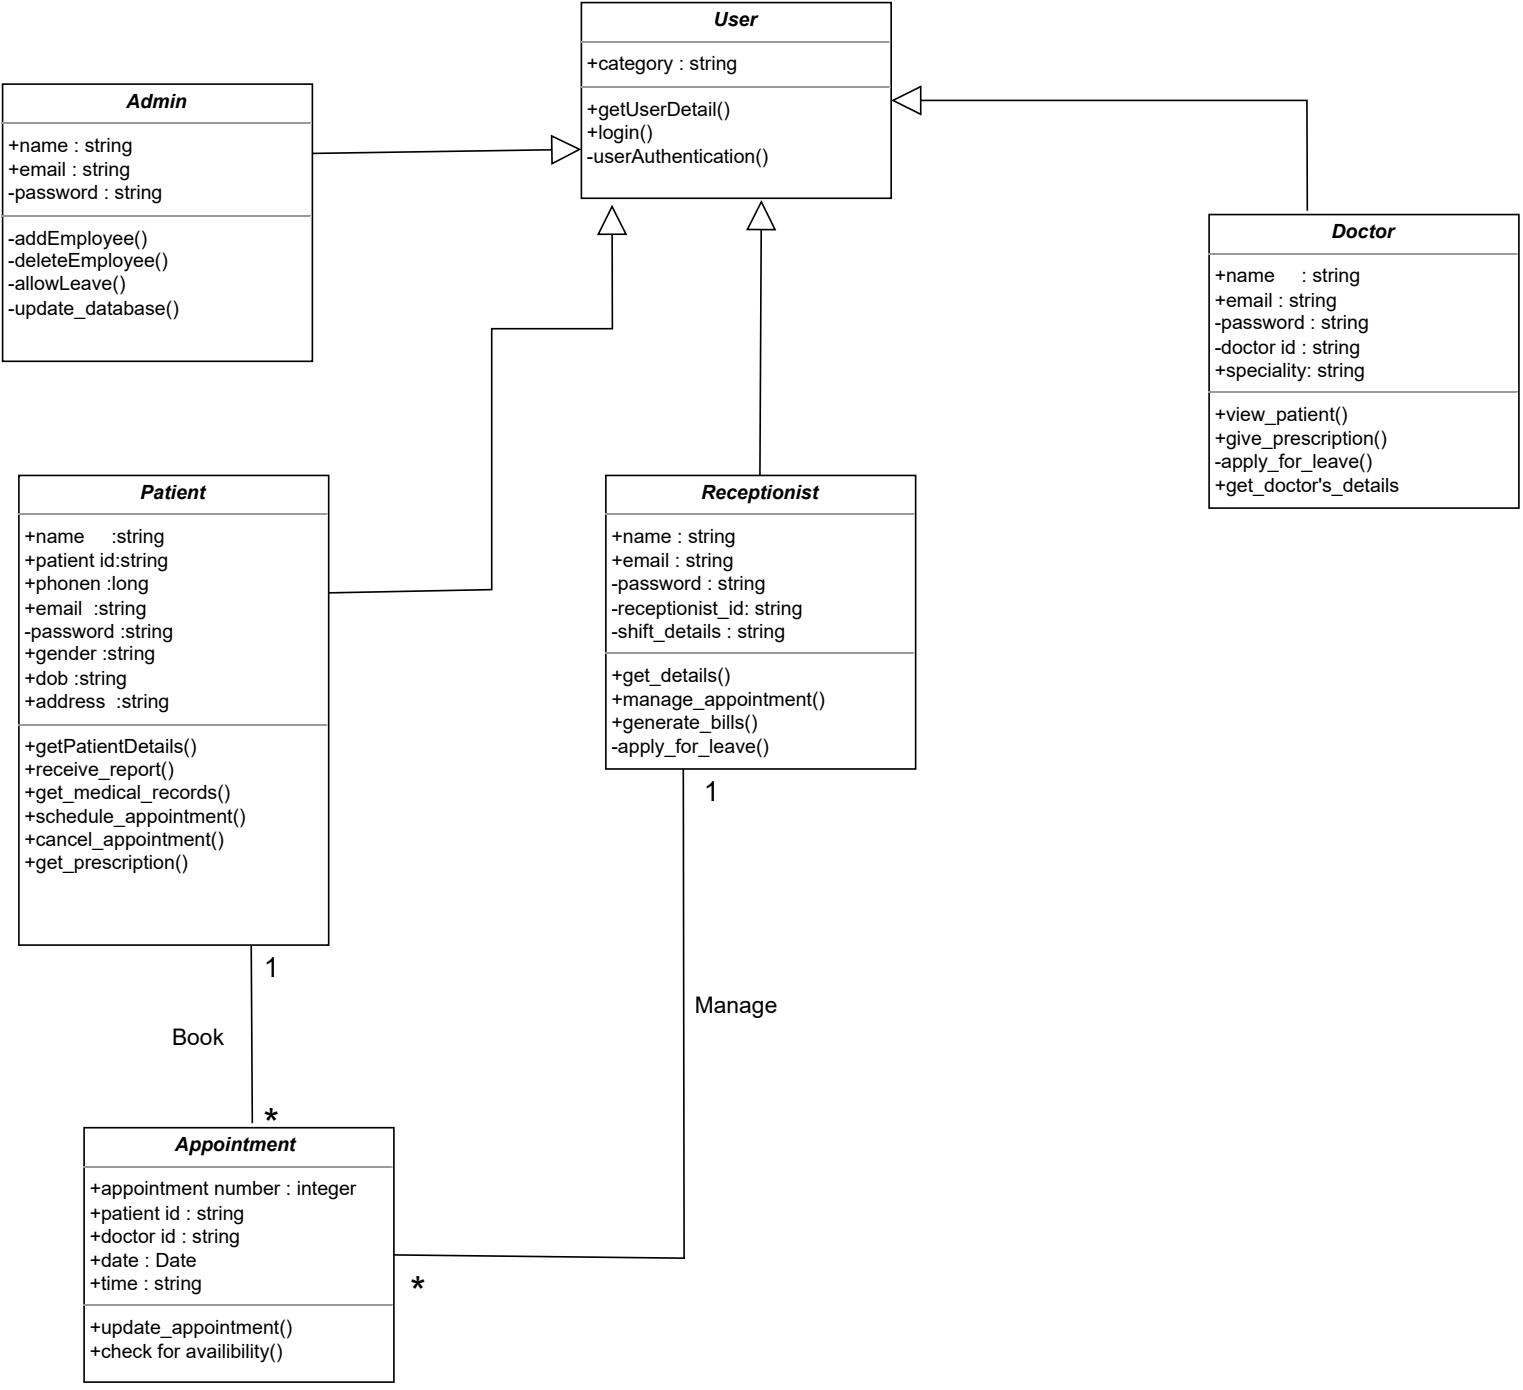 User
+category : string
+getUserDetail()
+login()
-userAuthentication()
Admin
+name : string
+email : string
-password : string
-addEmployee()
-deleteEmployee()
-allowLeave()
-update_database()
Doctor
+name : string
+email : string
-password : string
-doctor id : string
+speciality: string
+view_patient()
+give_prescription()
-apply_for_leave()
+get_doctor's_details
Patient
+name :string
+patient id:string
+phonen :long
+email :string
-password :string
+gender :string
+dob :string
+address :string
+getPatientDetails()
+receive_report()
+get_medical_records()
+schedule_appointment()
+cancel_appointment()
+get_prescription()
Receptionist
+name : string
+email : string
-password : string
-receptionist_id: string
-shift_details : string
+get_details()
+manage_appointment()
+generate_bills()
-apply_for_leave()
1
1
Manage
Book
*
Appointment
+appointment number : integer
+patient id : string
+doctor id : string
+date : Date
+time : string
+update_appointment()
+check for availibility()
*